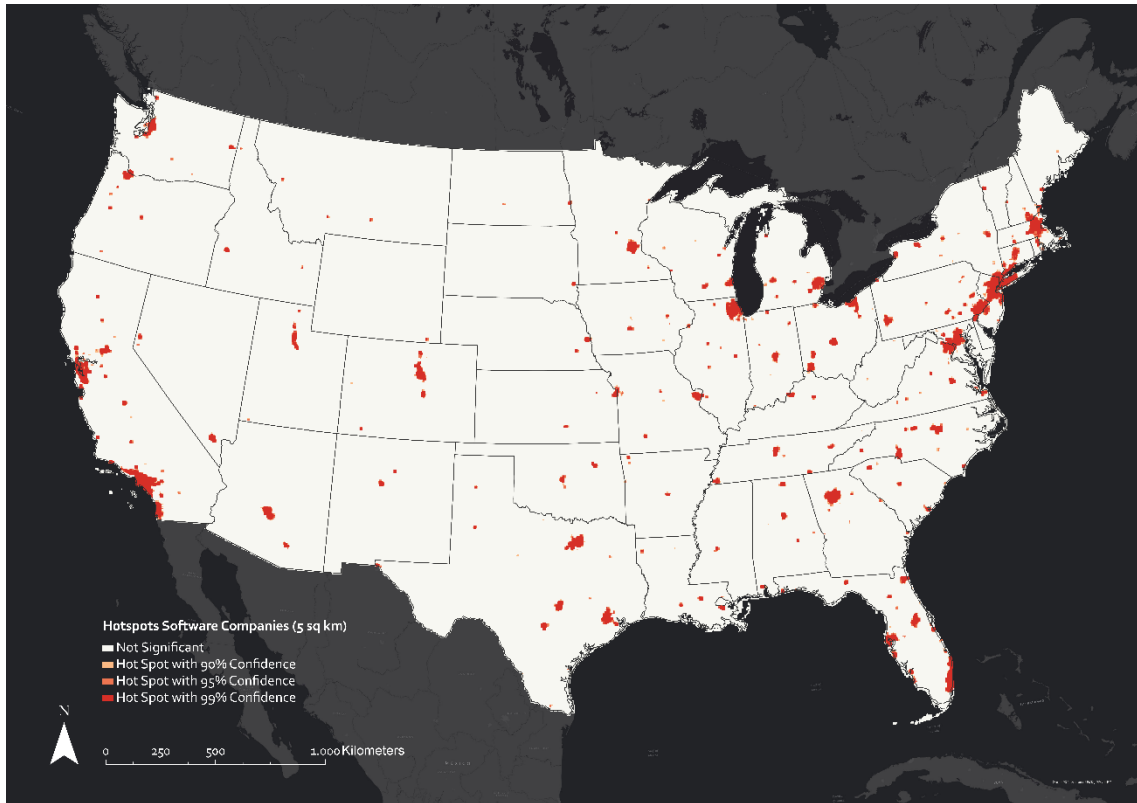 Hotspots Software Companies (5 sq km)
Not Significant
Hot Spot with 90% Confidence
Hot Spot with 95% Confidence
Hot Spot with 99% Confidence
N
0 250 500 1.000 Kilometers